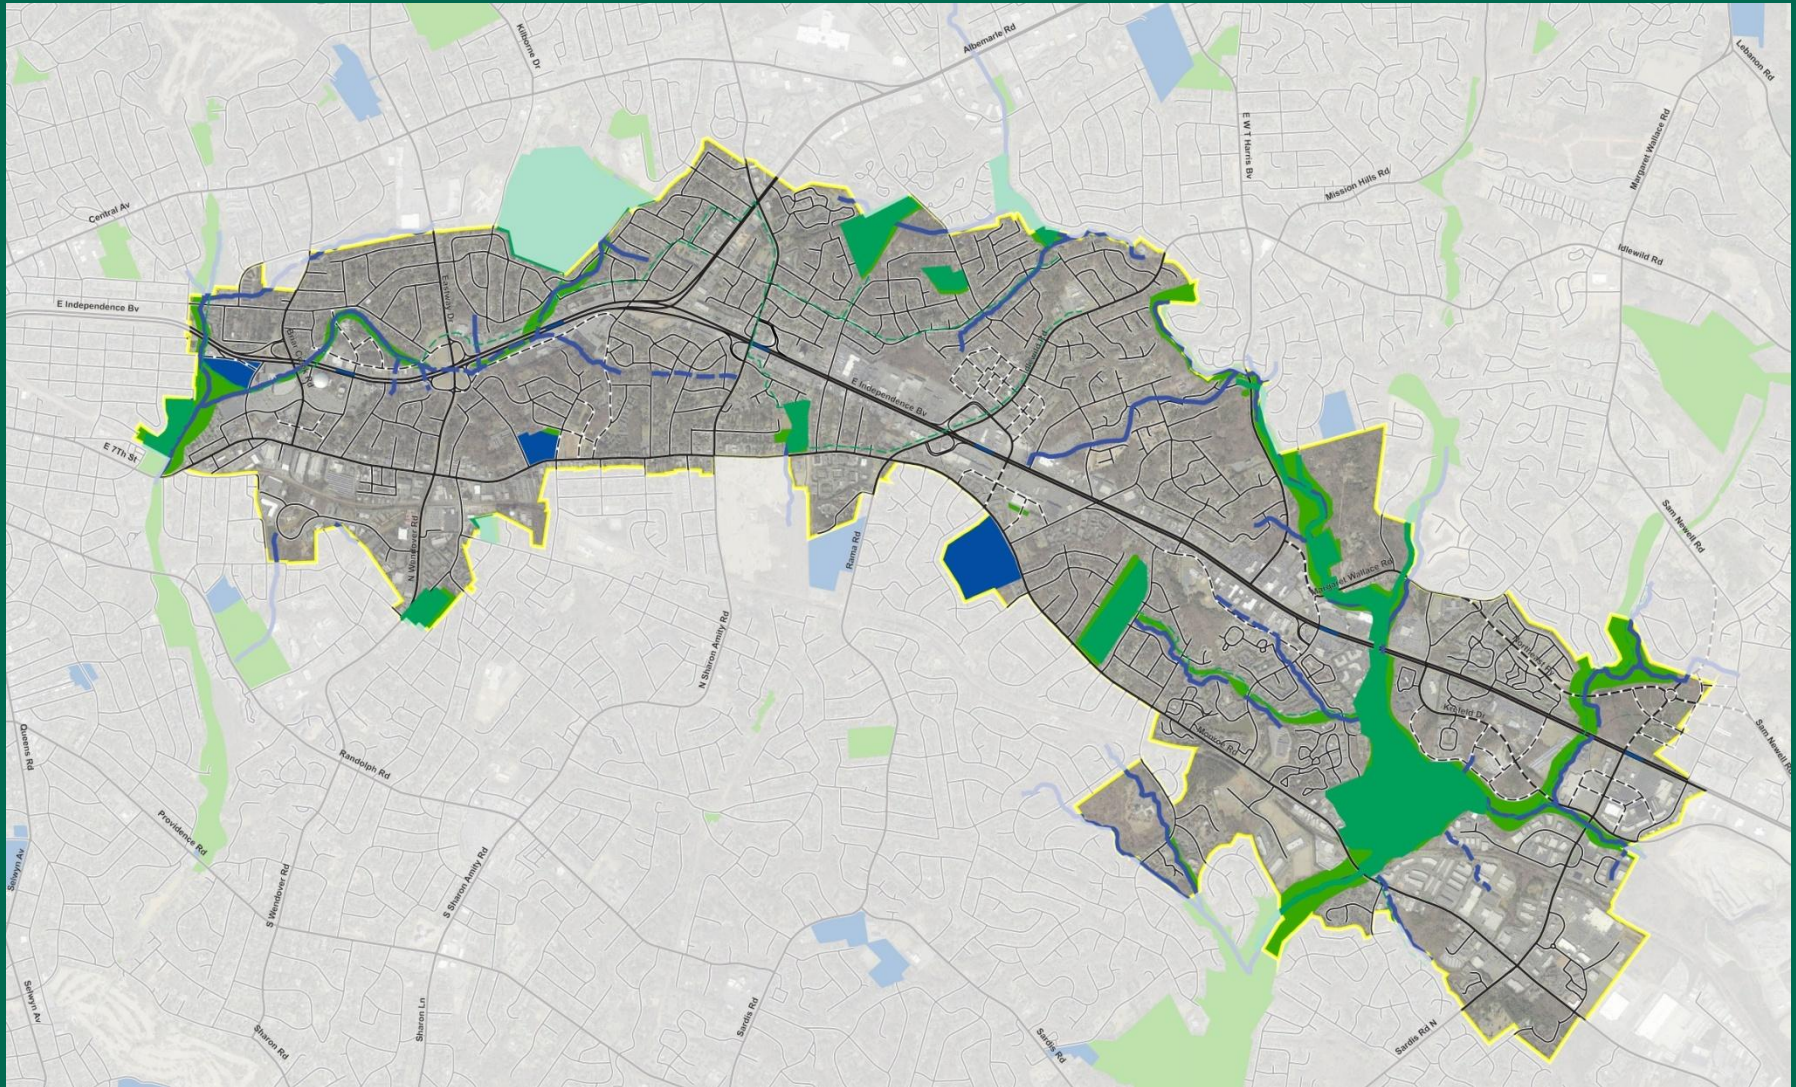 Kilborne Dr
Albemarle Rd
Lebanon Rd
E W T Harris Bv
Margaret Wallace Rd
Mission Hills Rd
Central Av
Idlewild Rd
E Independence Bv
Eastway Dr
E Independence Bv
E 7Th St
N Wendover Rd
Rama Rd
Sam Newell Rd
Margaret Wallace Rd
N Sharon Amity Rd
Northeast Pv
Krefeld Dr
Monroe Rd
Sam Newell Rd
Queens Rd
Randolph Rd
Providence Rd
Selwyn Av
S Wendover Rd
S Sharon Amity Rd
Selwyn Av
Sharon Rd
Sharon Ln
Sardis Rd
Sardis Rd
Sardis Rd N